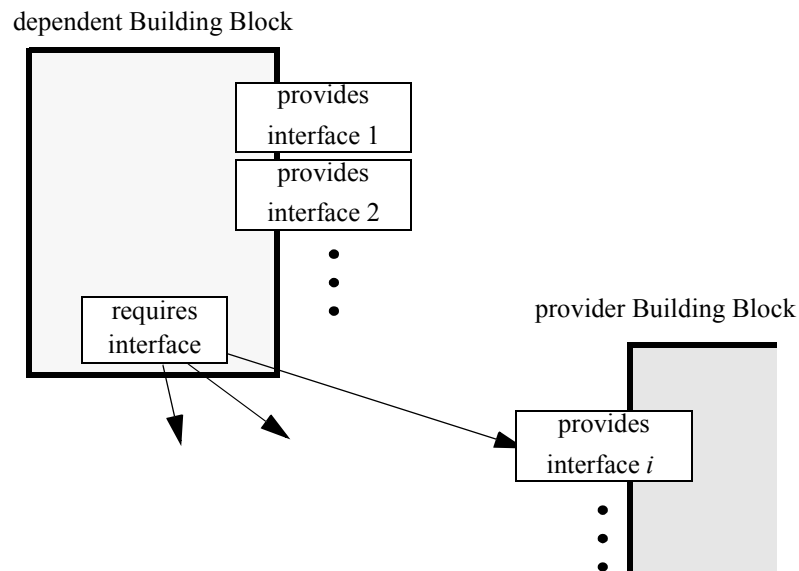 dependent Building Block
provides
interface 1
provides
interface 2
requires
interface
provider Building Block
provides
interface i